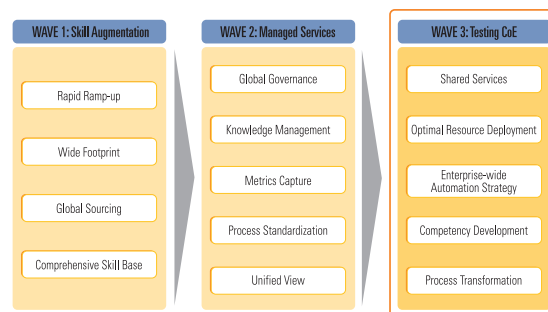 WAVE 1: Skill Augmentation
Rapid Ramp-up
Wide Footprint
Global Sourcing
Comprehensive Skill Base
WAVE 2: Managed Services
Global Governance
Knowledge Management
Metrics Capture
Process Standardization
Unified View
WAVE 3: Testing CoE
Shared Services
Optimal Resource Deployment
Enterprise-wide
Automation Strategy
Competency Development
Process Transformation